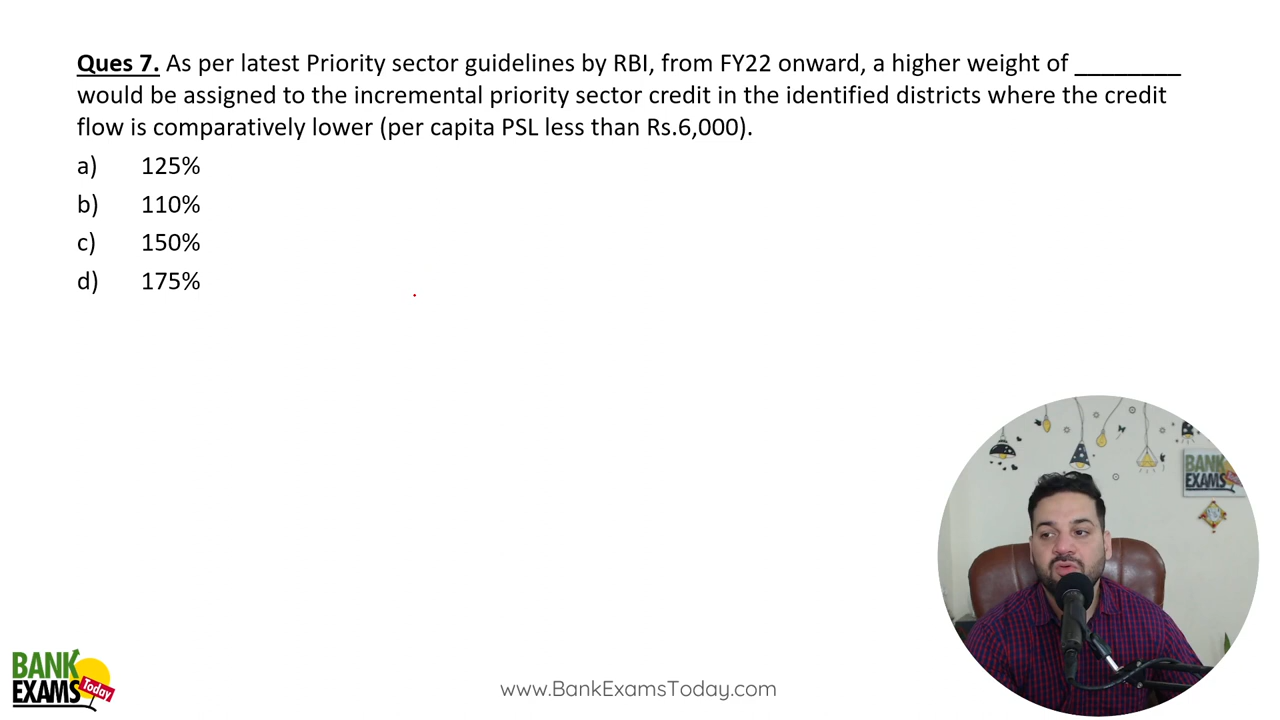 Ques 7. As per latest Priority sector guidelines by RBI, from FY22 onward, a higher weight of ________
would be assigned to the incremental priority sector credit in the identified districts where the credit
flow is comparatively lower (per capita PSL less than Rs.6,000).
a) 125%
b) 110%
c) 150%
d) 175%
BANK
EXAMS
BANK
EXAMS
Today
www.BankExamsToday.com